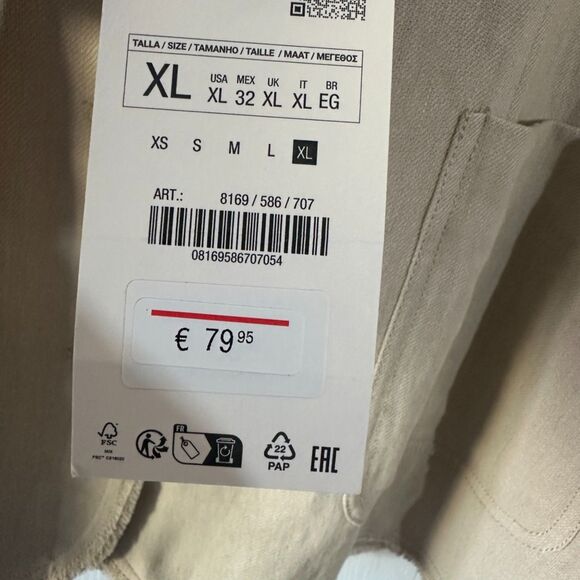 TALLA / SIZE / TAMANHO / TAILLE / MAAT / ΜΕΓΕΘΟΣ
XL USA XL MEX 32 UK XL IT XL BR EG
XS S M L XL
ART.: 8169 / 586 / 707
08169586707054
€ 79 95
FR
FSC
MIX
22
PAP
EAC